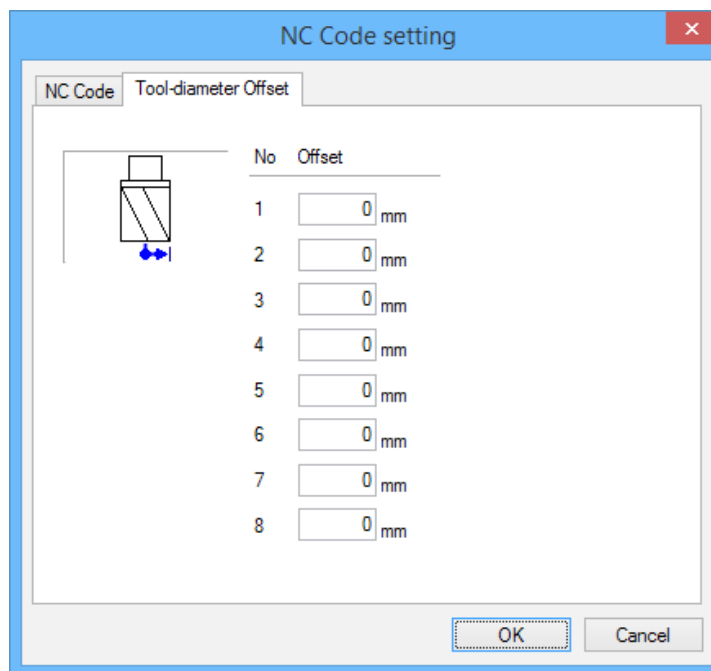 NC Code setting
NC Code Tool-diameter Offset
No Offset
1 0 mm
2 0 mm
3 0 mm
4 0 mm
5 0 mm
6 0 mm
7 0 mm
8 0 mm
OK Cancel